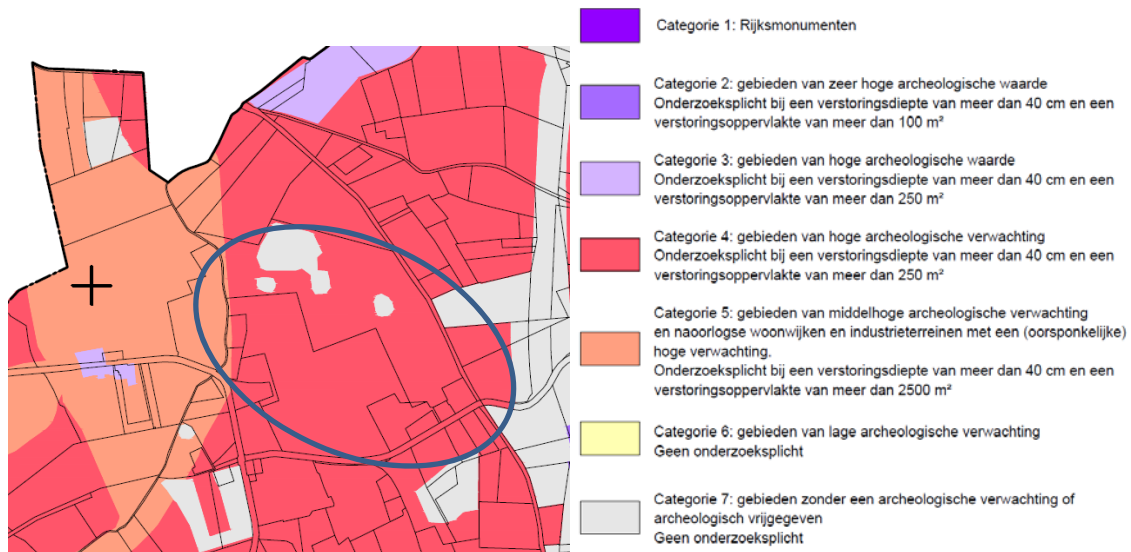 Categorie 1: Rijksmonumenten
Categorie 2: gebieden van zeer hoge archeologische waarde
Onderzoeksplicht bij een verstoringsdiepte van meer dan 40 cm en een
verstoringsoppervlakte van meer dan 100 m²
Categorie 3: gebieden van hoge archeologische waarde
Onderzoeksplicht bij een verstoringsdiepte van meer dan 40 cm en een
verstoringsoppervlakte van meer dan 250 m²
Categorie 4: gebieden van hoge archeologische verwachting
Onderzoeksplicht bij een verstoringsdiepte van meer dan 40 cm en een
verstoringsoppervlakte van meer dan 250 m²
Categorie 5: gebieden van middelhoge archeologische verwachting
en naoorlogse woonwijken en industrieterreinen met een (oorsponkelijke)
hoge verwachting.
Onderzoeksplicht bij een verstoringsdiepte van meer dan 40 cm en een
verstoringsoppervlakte van meer dan 2500 m²
Categorie 6: gebieden van lage archeologische verwachting
Geen onderzoeksplicht
Categorie 7: gebieden zonder een archeologische verwachting of
archeologisch vrijgegeven
Geen onderzoeksplicht